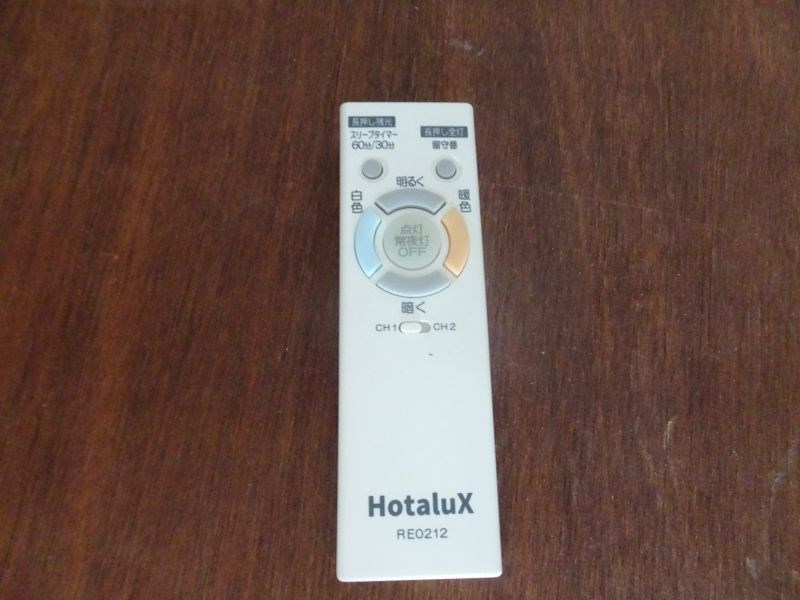 長押し残光
スリープタイマー
60分/30分
長押し全灯
留守番
明るく
白色
暖色
点灯
常夜灯
OFF
暗く
CH1 CH2
HotaluX
RE0212